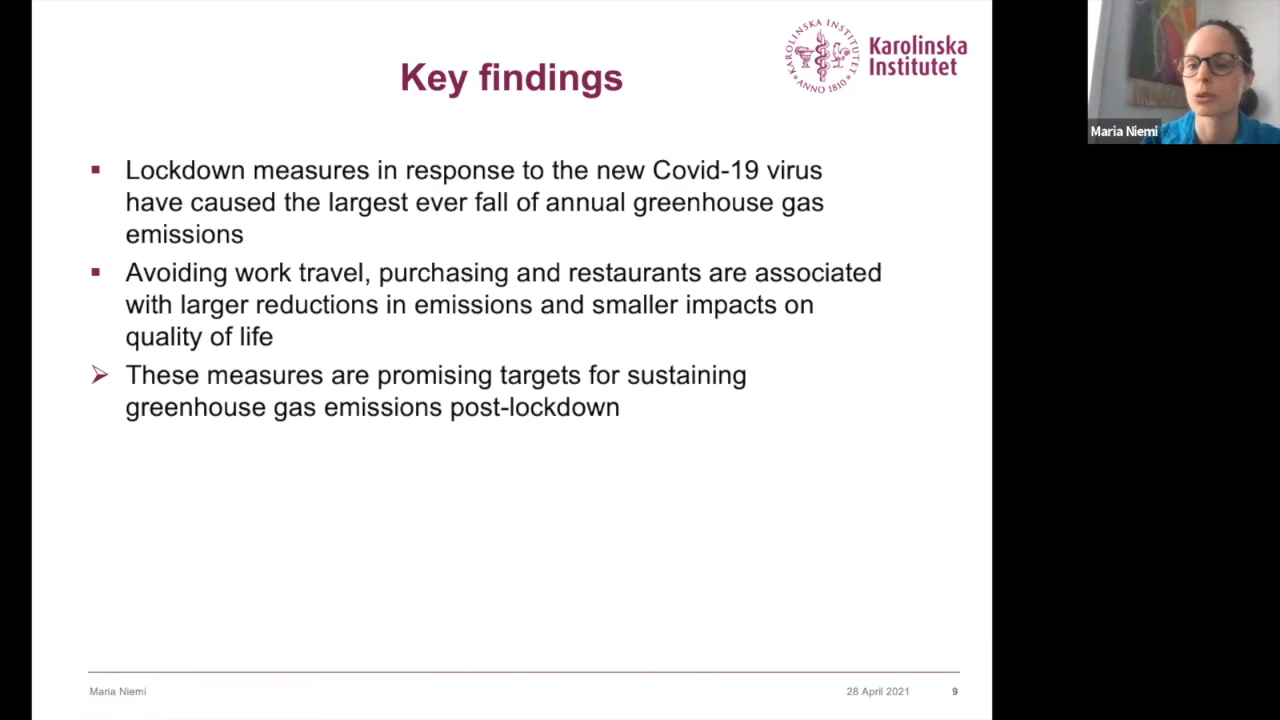 Key findings
KAROLINSKA INSTITUTET
ANNO 1810
Karolinska
Institutet
Maria Niemi
Lockdown measures in response to the new Covid-19 virus
have caused the largest ever fall of annual greenhouse gas
emissions
Avoiding work travel, purchasing and restaurants are associated
with larger reductions in emissions and smaller impacts on
quality of life
These measures are promising targets for sustaining
greenhouse gas emissions post-lockdown
Maria Niemi
28 April 2021
9